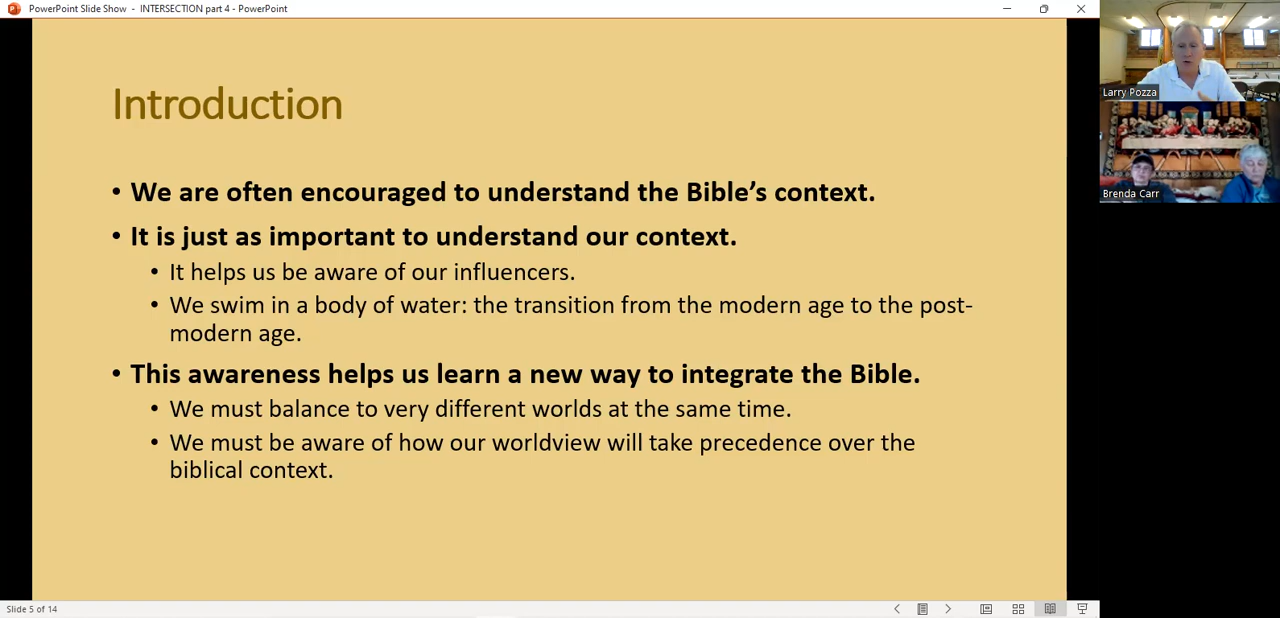 PowerPoint Slide Show - INTERSECTION part 4 - PowerPoint
Introduction
• We are often encouraged to understand the Bible's context.
• It is just as important to understand our context.
• It helps us be aware of our influencers.
• We swim in a body of water: the transition from the modern age to the post-
modern age.
• This awareness helps us learn a new way to integrate the Bible.
• We must balance to very different worlds at the same time.
• We must be aware of how our worldview will take precedence over the
biblical context.
Slide 5 of 14
Larry Pozza
Brenda Carr